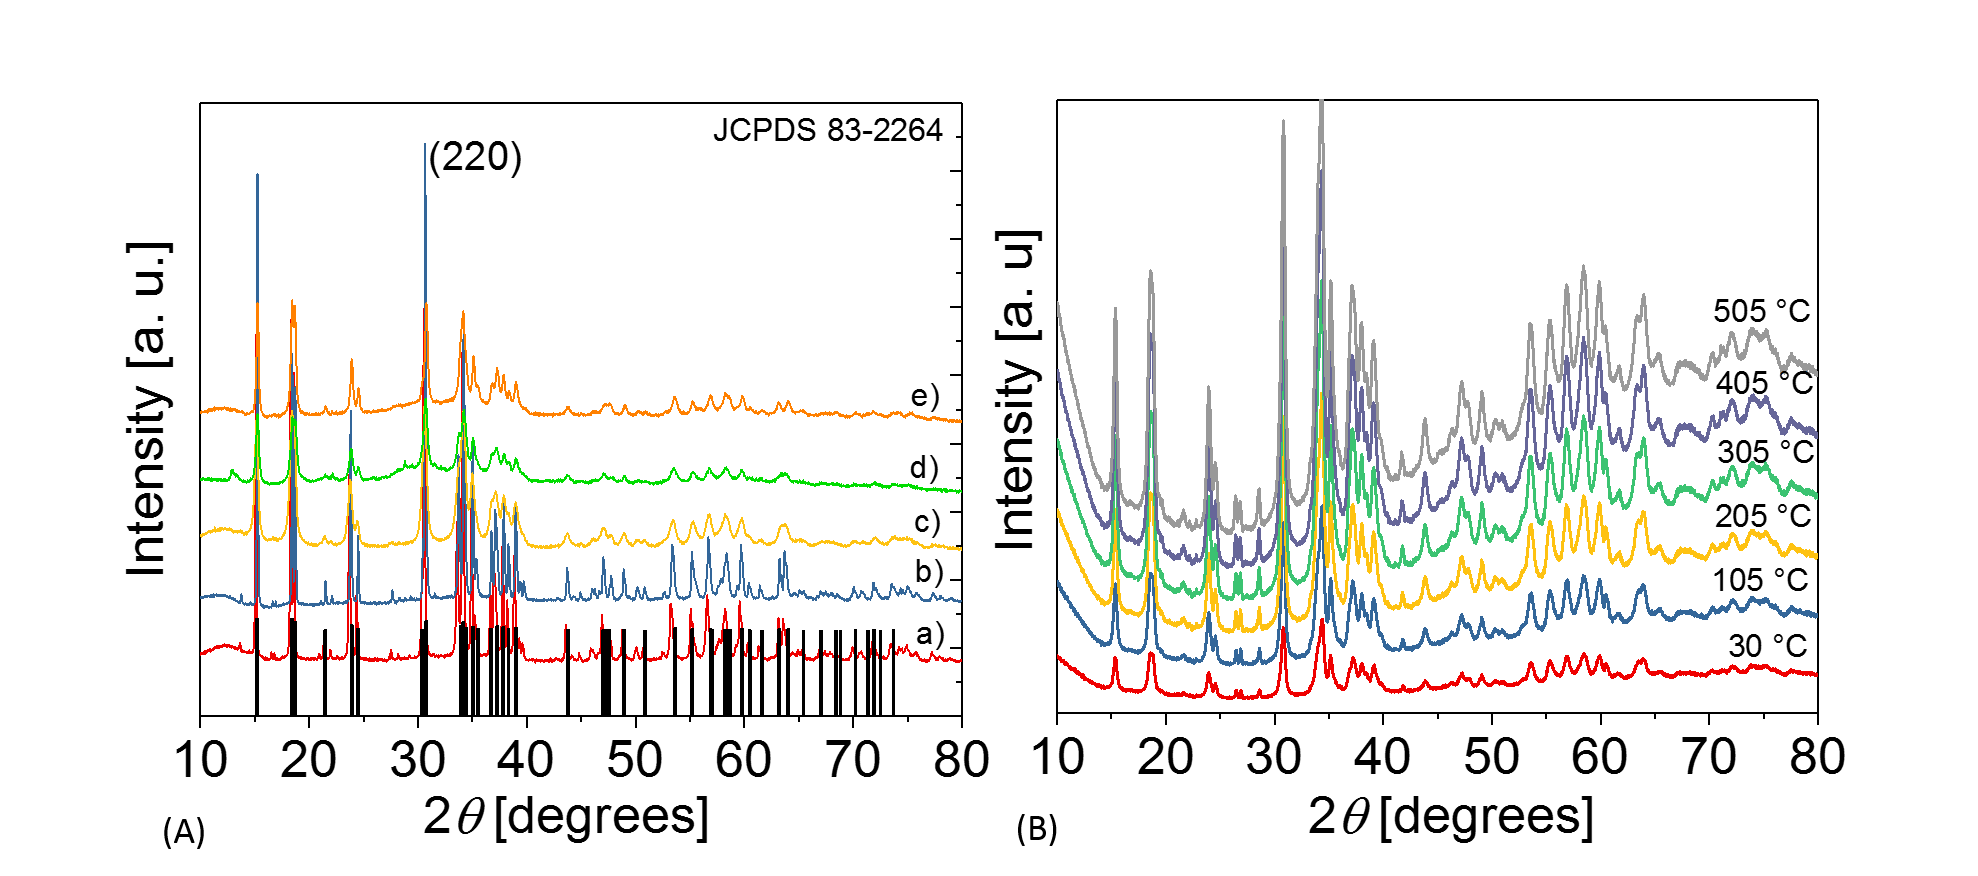 JCPDS 83-2264
(220)
e)
d)
c)
b)
a)
Intensity [a. u.]
10 20 30 40 50 60 70 80
2θ [degrees]
(A)
505 °C
405 °C
305 °C
205 °C
105 °C
30 °C
Intensity [a. u]
10 20 30 40 50 60 70 80
2θ [degrees]
(B)